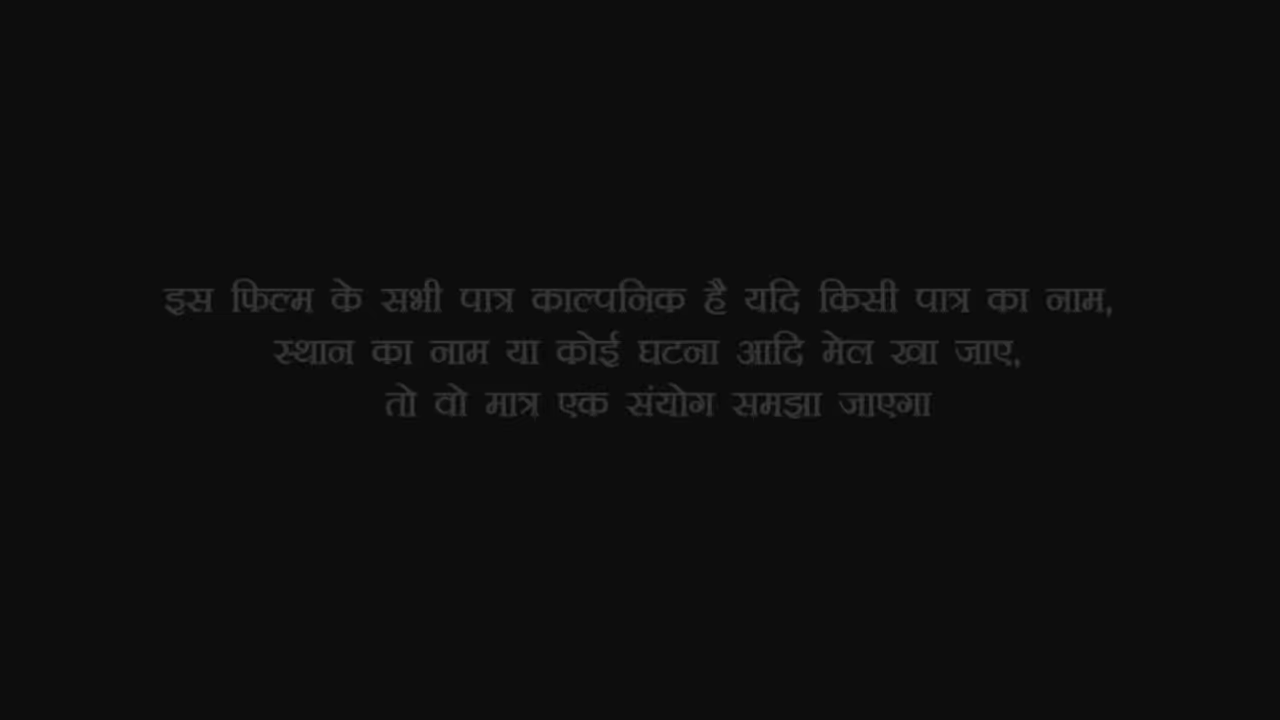 इस फिल्म के सभी पात्र काल्पनिक है यदि किसी पात्र का नाम,
स्थान का नाम या कोई घटना आदि मेल खा जाए,
तो वो मात्र एक संयोग समझा जाएगा